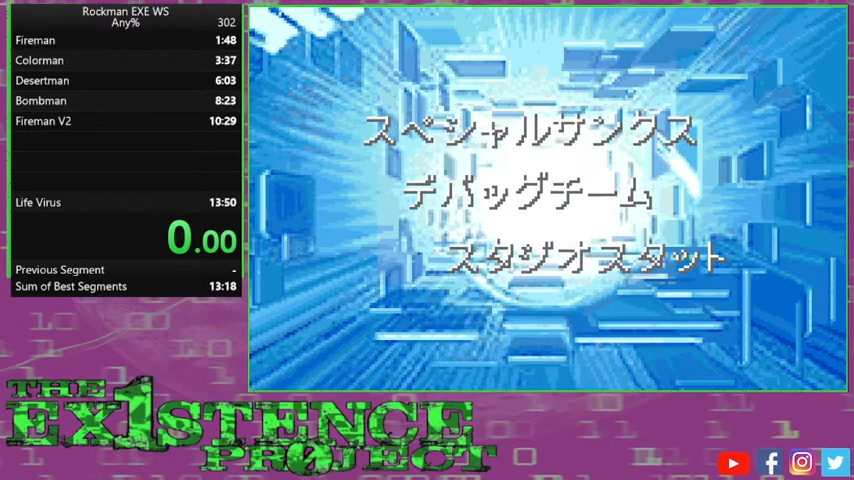 Rockman EXE WS
Any% 302
Fireman 1:48
Colorman 3:37
Desertman 6:03
Bombman 8:23
Fireman V2 10:29
Life Virus 13:50
0.00
Previous Segment -
Sum of Best Segments 13:18
スペシャルサンクス
デバッグチーム
スタジオスタット
THE
EX1STENCE
PR0JECT